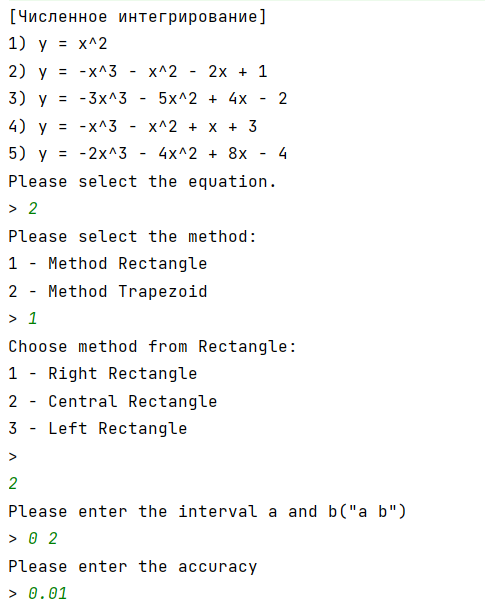 [Численное интегрирование]
1) y = x^2
2) y = -x^3 - x^2 - 2x + 1
3) y = -3x^3 - 5x^2 + 4x - 2
4) y = -x^3 - x^2 + x + 3
5) y = -2x^3 - 4x^2 + 8x - 4
Please select the equation.
> 2
Please select the method:
1 - Method Rectangle
2 - Method Trapezoid
> 1
Choose method from Rectangle:
1 - Right Rectangle
2 - Central Rectangle
3 - Left Rectangle
>
2
Please enter the interval a and b("a b")
> 0 2
Please enter the accuracy
> 0.01